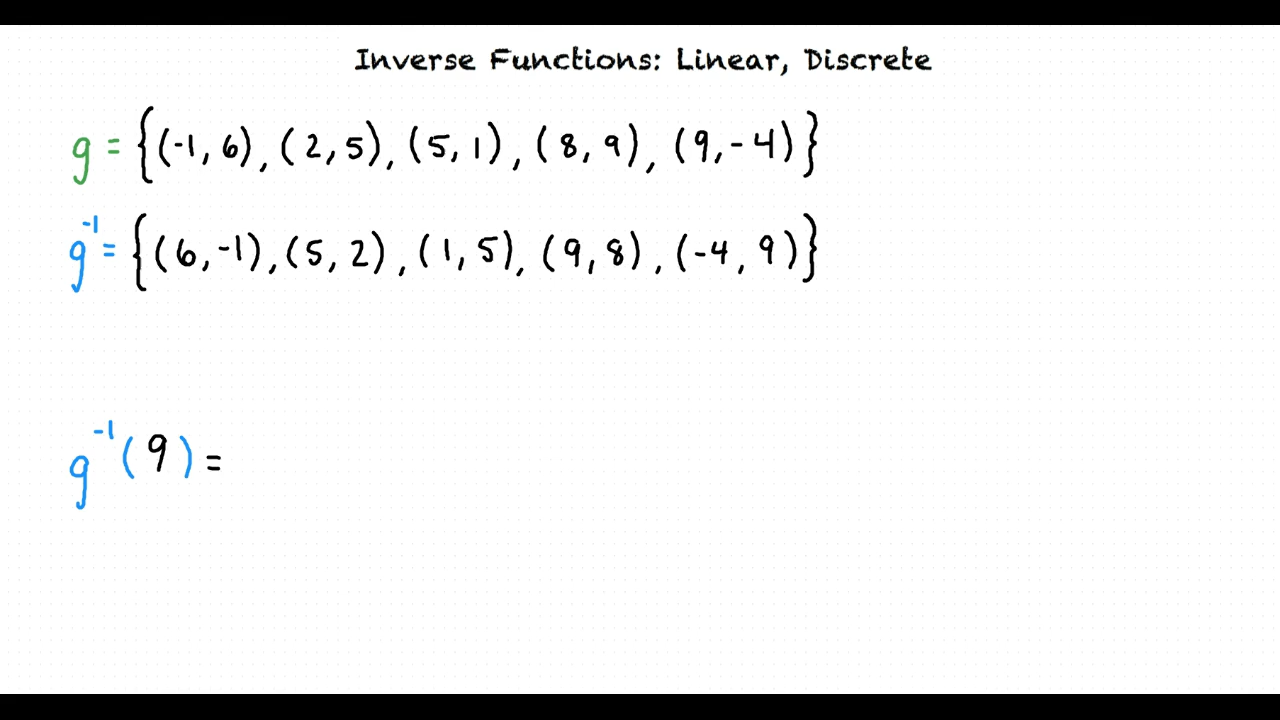 Inverse Functions: Linear, Discrete
g = {(-1, 6), (2, 5), (5, 1), (8, 9), (9, -4)}
g⁻¹ = {(6, -1), (5, 2), (1, 5), (9, 8), (-4, 9)}
g⁻¹(9) =